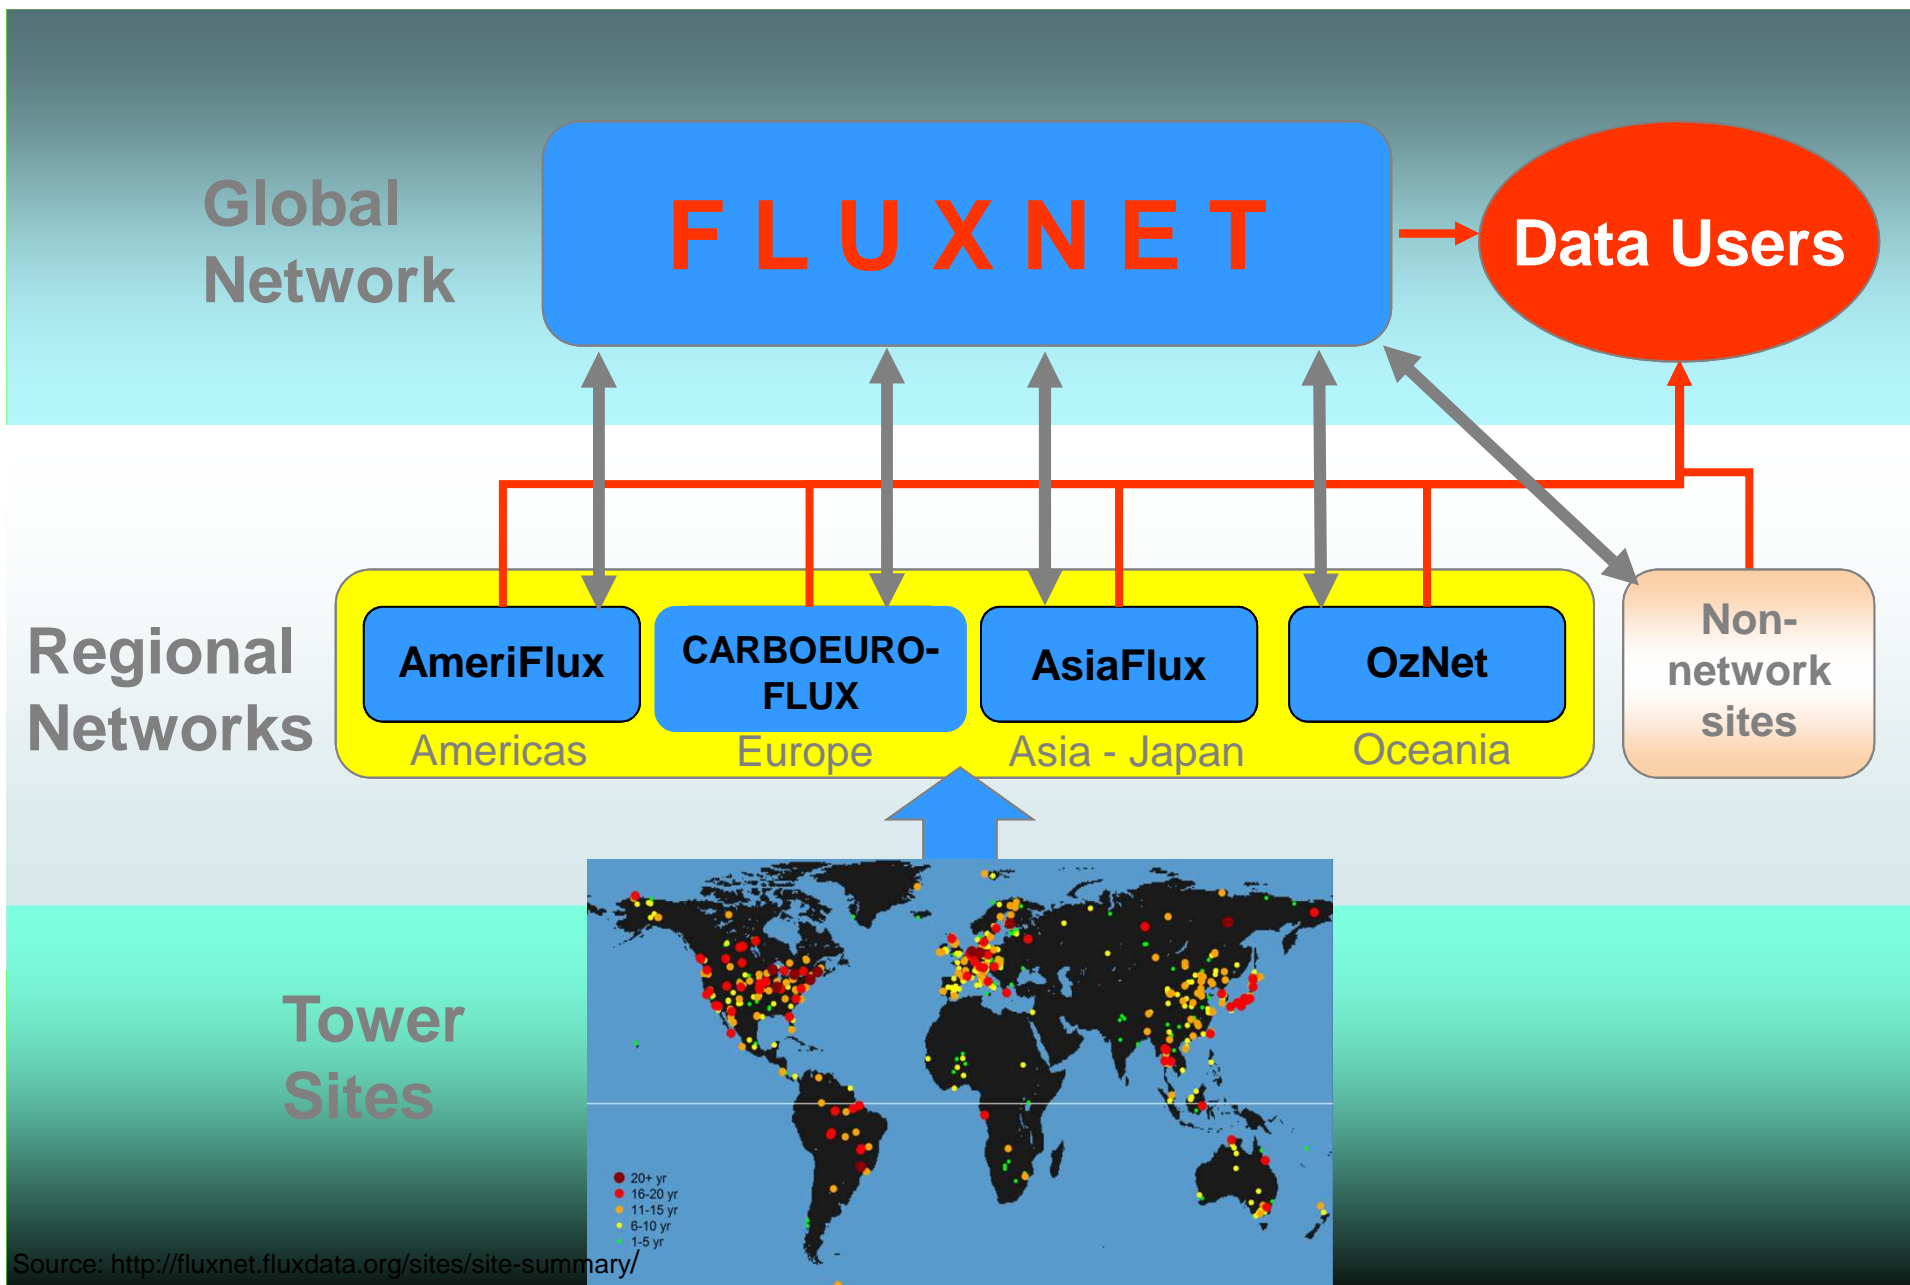 Global
Network
F L U X N E T
Data Users
Regional
Networks
AmeriFlux
CARBOEURO-
FLUX
AsiaFlux
OzNet
Americas
Europe
Asia - Japan
Oceania
Non-
network
sites
Tower
Sites
20+ yr
16-20 yr
11-15 yr
6-10 yr
1-5 yr
Source: http://fluxnet.fluxdata.org/sites/site-summary/